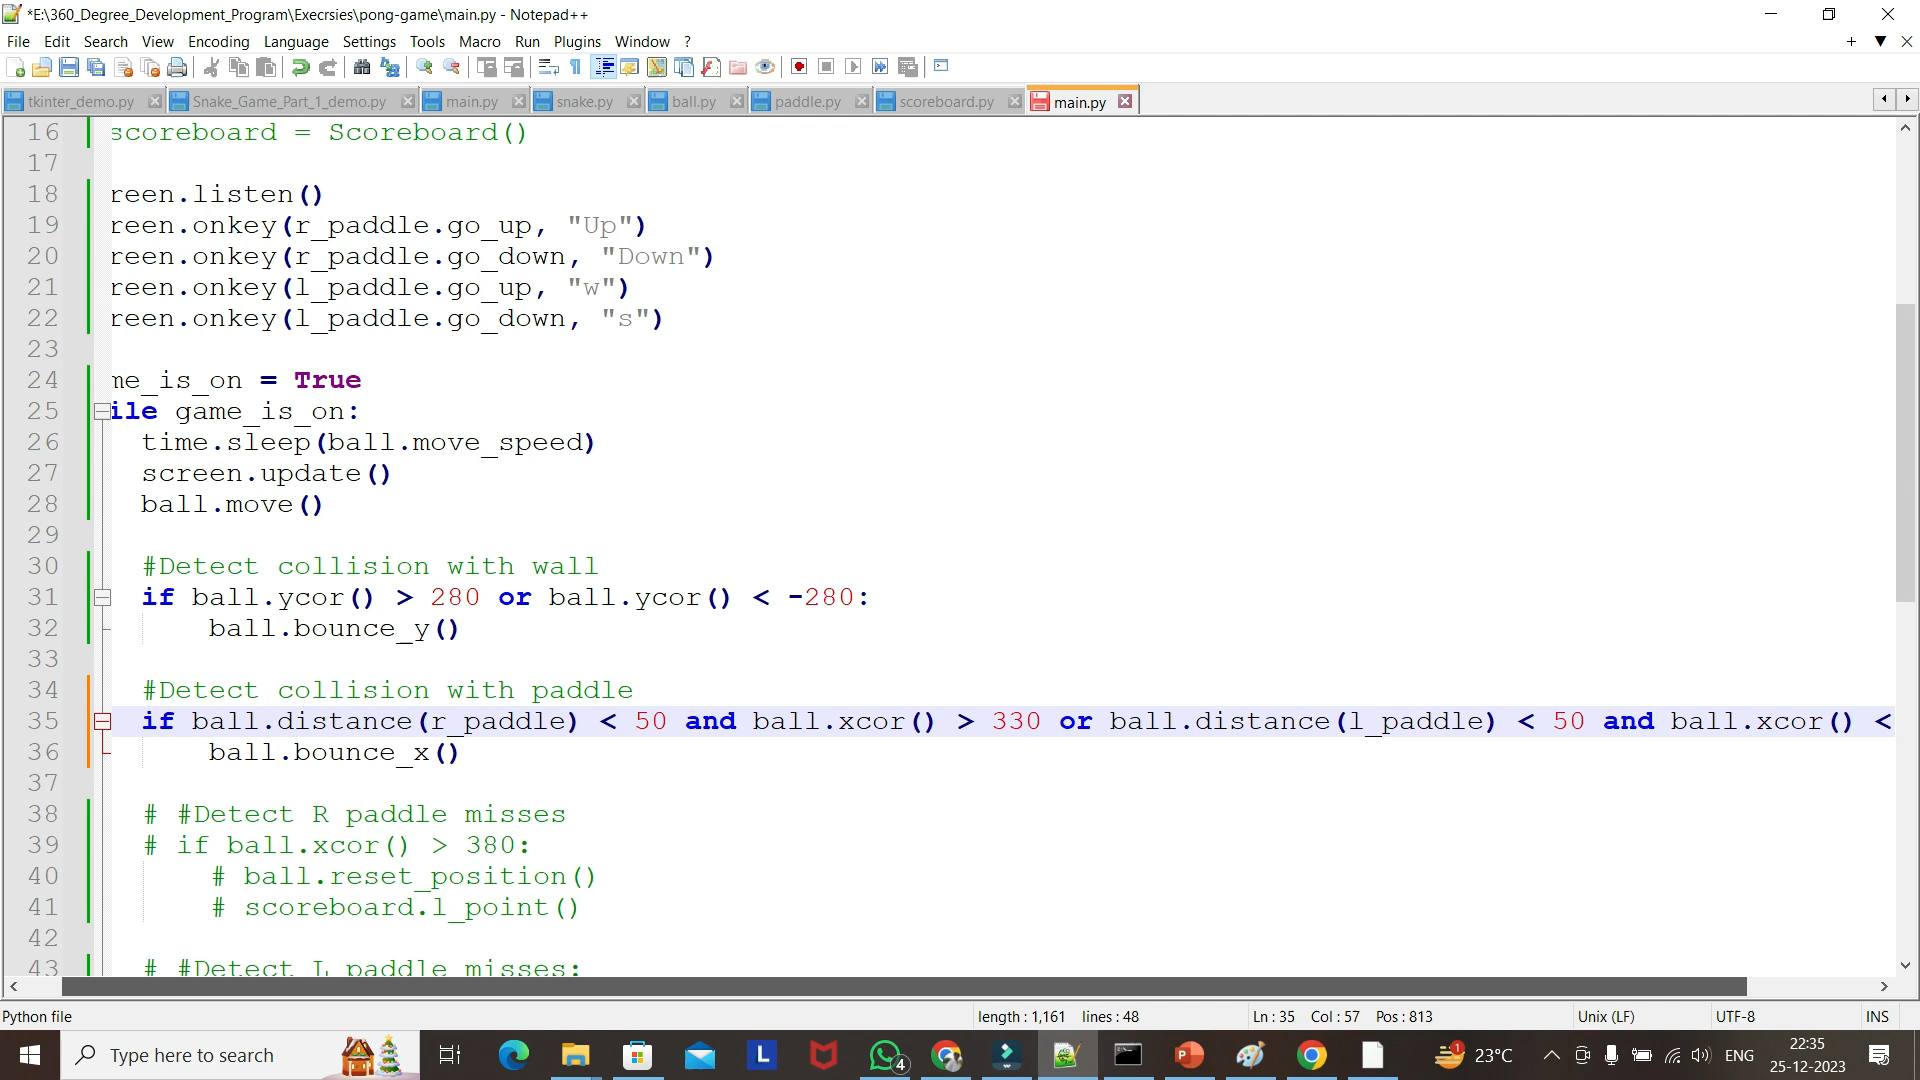 *E:\360_Degree_Development_Program\Execrsies\pong-game\main.py - Notepad++
File Edit Search View Encoding Language Settings Tools Macro Run Plugins Window ?
tkinter_demo.py Snake_Game_Part_1_demo.py main.py snake.py ball.py paddle.py scoreboard.py main.py
16 scoreboard = Scoreboard()
17
18 reen.listen()
19 reen.onkey(r_paddle.go_up, "Up")
20 reen.onkey(r_paddle.go_down, "Down")
21 reen.onkey(l_paddle.go_up, "w")
22 reen.onkey(l_paddle.go_down, "s")
23
24 me_is_on = True
25 ile game_is_on:
26 time.sleep(ball.move_speed)
27 screen.update()
28 ball.move()
29
30 #Detect collision with wall
31 if ball.ycor() > 280 or ball.ycor() < -280:
32 ball.bounce_y()
33
34 #Detect collision with paddle
35 if ball.distance(r_paddle) < 50 and ball.xcor() > 330 or ball.distance(l_paddle) < 50 and ball.xcor() <
36 ball.bounce_x()
37
38 # #Detect R paddle misses
39 # if ball.xcor() > 380:
40 # ball.reset_position()
41 # scoreboard.l_point()
42
43 # #Detect L paddle misses:
Python file length : 1,161 lines : 48 Ln : 35 Col : 57 Pos : 813 Unix (LF) UTF-8 INS
Type here to search L 4 P 23°C ENG 22:35
25-12-2023